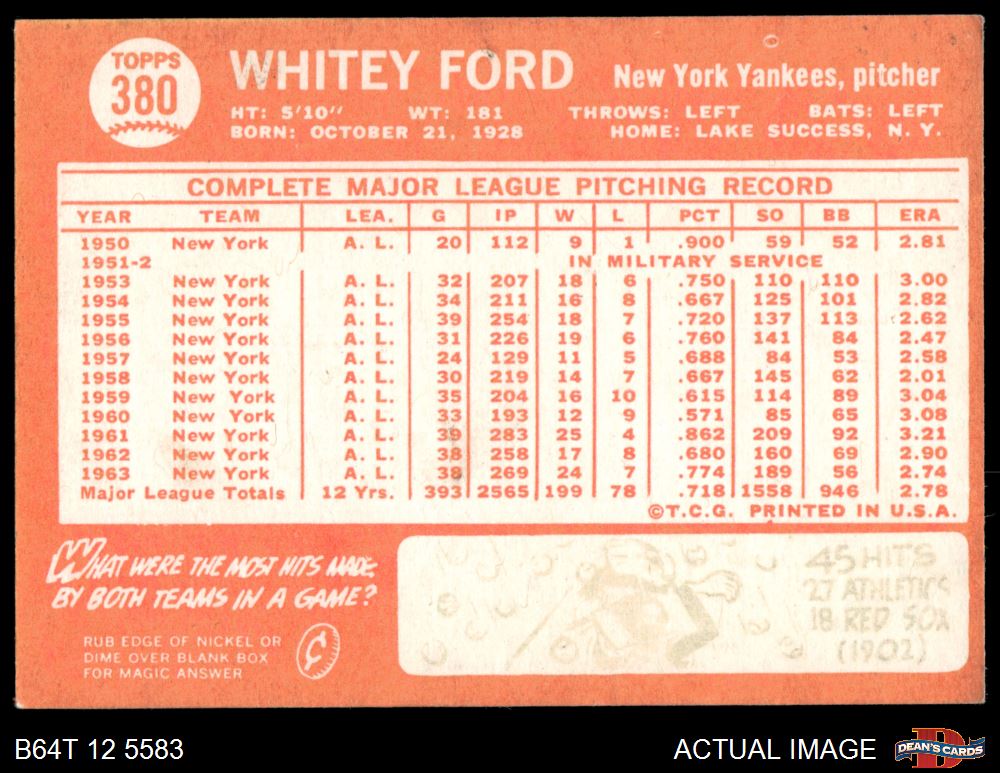 TOPPS
380
WHITEY FORD
New York Yankees, pitcher
HT: 5'10" WT: 181 THROWS: LEFT BATS: LEFT
BORN: OCTOBER 21, 1928 HOME: LAKE SUCCESS, N. Y.
COMPLETE MAJOR LEAGUE PITCHING RECORD
YEAR TEAM LEA. G IP W L PCT SO BB ERA
1950 New York A. L. 20 112 9 1 .900 59 52 2.81
1951-2 IN MILITARY SERVICE
1953 New York A. L. 32 207 18 6 .750 110 110 3.00
1954 New York A. L. 34 211 16 8 .667 125 101 2.82
1955 New York A. L. 39 254 18 7 .720 137 113 2.62
1956 New York A. L. 31 226 19 6 .760 141 84 2.47
1957 New York A. L. 24 129 11 5 .688 84 53 2.58
1958 New York A. L. 30 219 14 7 .667 145 62 2.01
1959 New York A. L. 35 204 16 10 .615 114 89 3.04
1960 New York A. L. 33 193 12 9 .571 85 65 3.08
1961 New York A. L. 39 283 25 4 .862 209 92 3.21
1962 New York A. L. 38 258 17 8 .680 160 69 2.90
1963 New York A. L. 38 269 24 7 .774 189 56 2.74
Major League Totals 12 Yrs. 393 2565 199 78 .718 1558 946 2.78
©T.C.G. PRINTED IN U.S.A.
WHAT WERE THE MOST HITS MADE
BY BOTH TEAMS IN A GAME?
RUB EDGE OF NICKEL OR
DIME OVER BLANK BOX
FOR MAGIC ANSWER
¢
45 HITS
27 ATHLETICS
18 RED SOX
(1902)
B64T 12 5583
ACTUAL IMAGE
D
DEAN'S CARDS